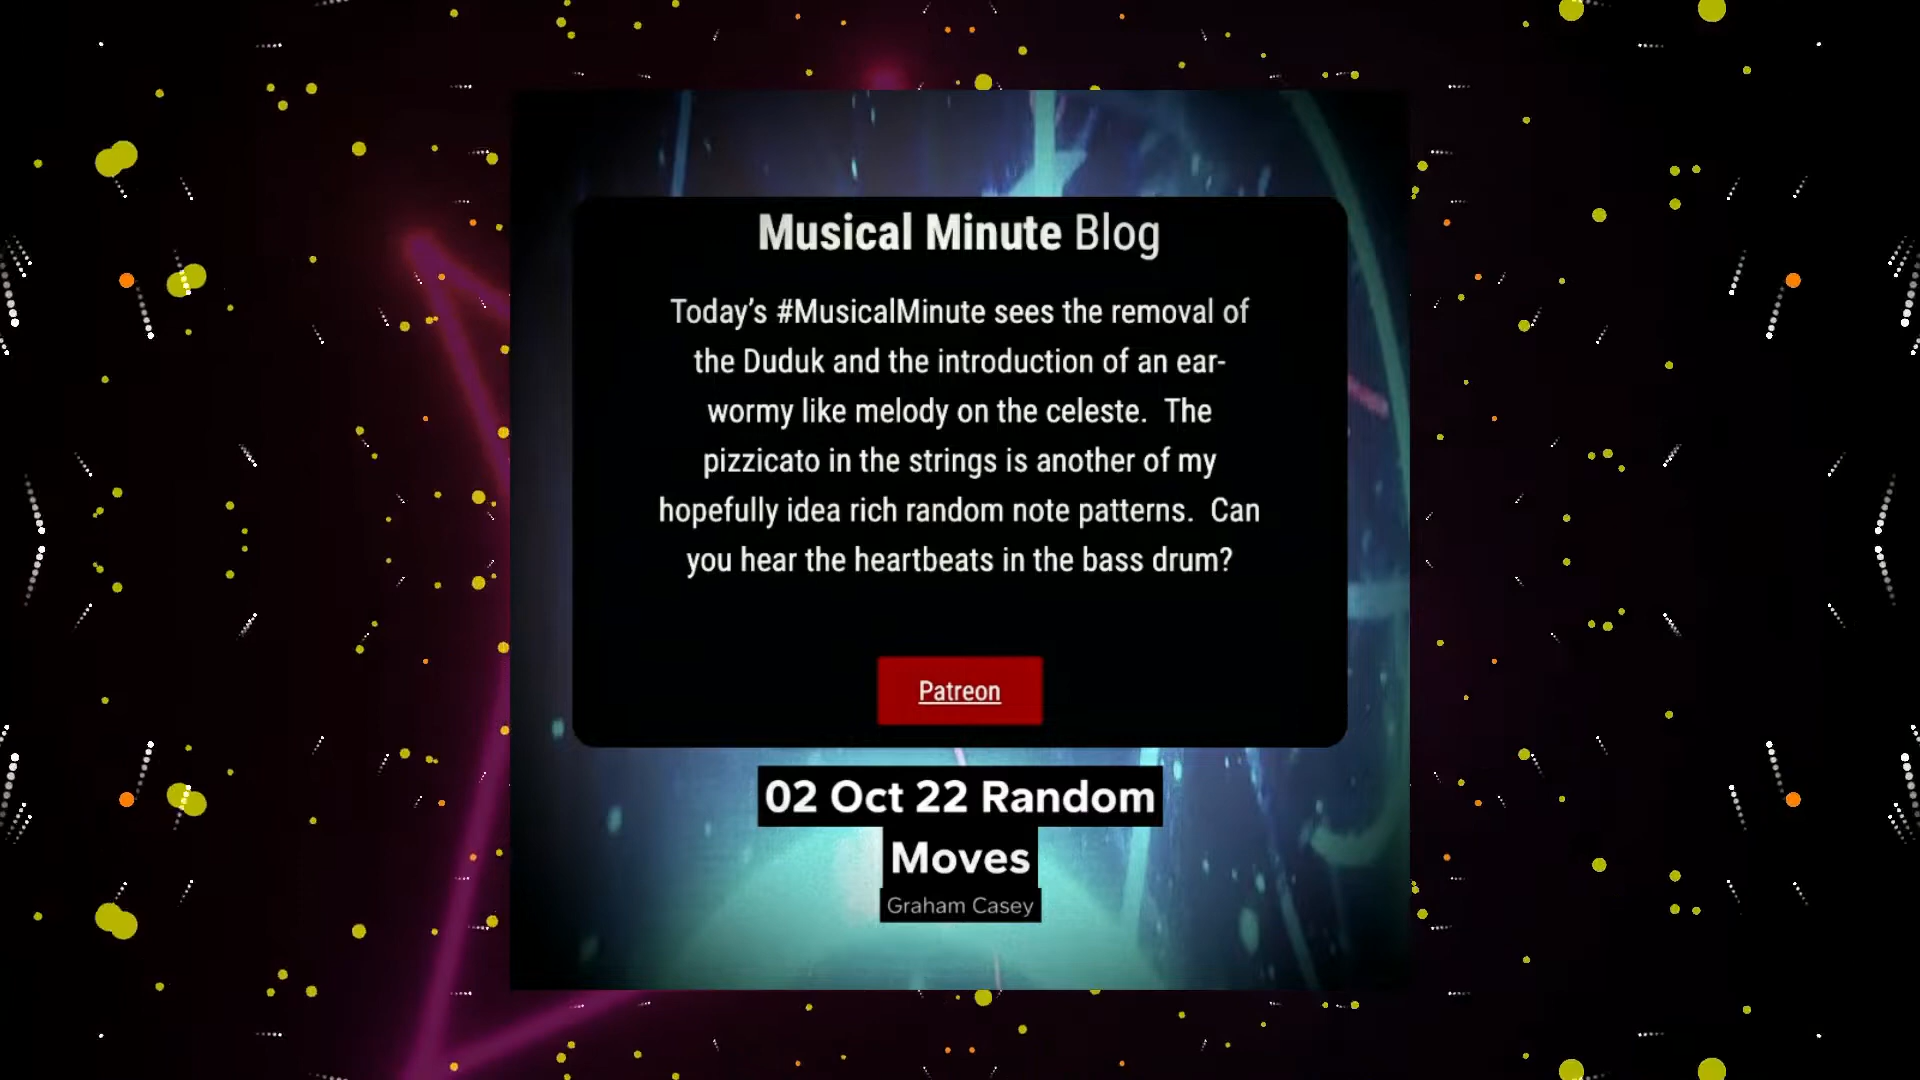 Musical Minute Blog
Today’s #MusicalMinute sees the removal of
the Duduk and the introduction of an ear-
wormy like melody on the celeste.  The
pizzicato in the strings is another of my
hopefully idea rich random note patterns.  Can
you hear the heartbeats in the bass drum?
Patreon
02 Oct 22 Random
Moves
Graham Casey